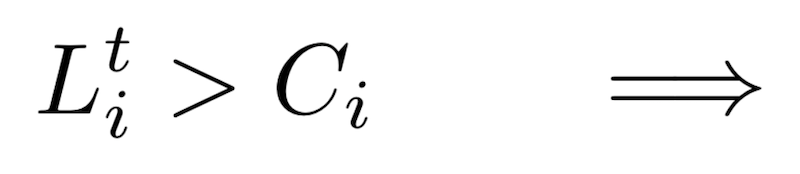 L_i^t > C_i ⟹